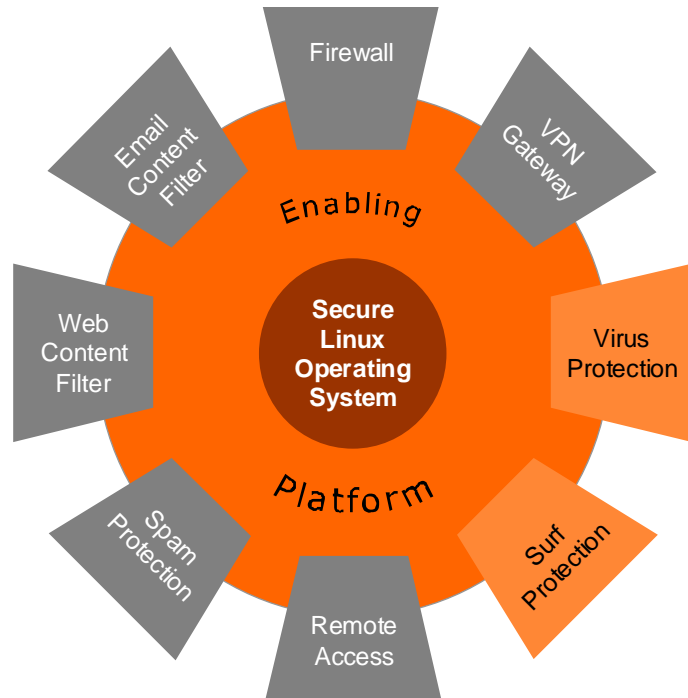 Firewall
VPN
Gateway
Virus
Protection
Surf
Protection
Remote
Access
Spam
Protection
Web
Content
Filter
Email
Content
Filter
Enabling
Secure
Linux
Operating
System
Platform